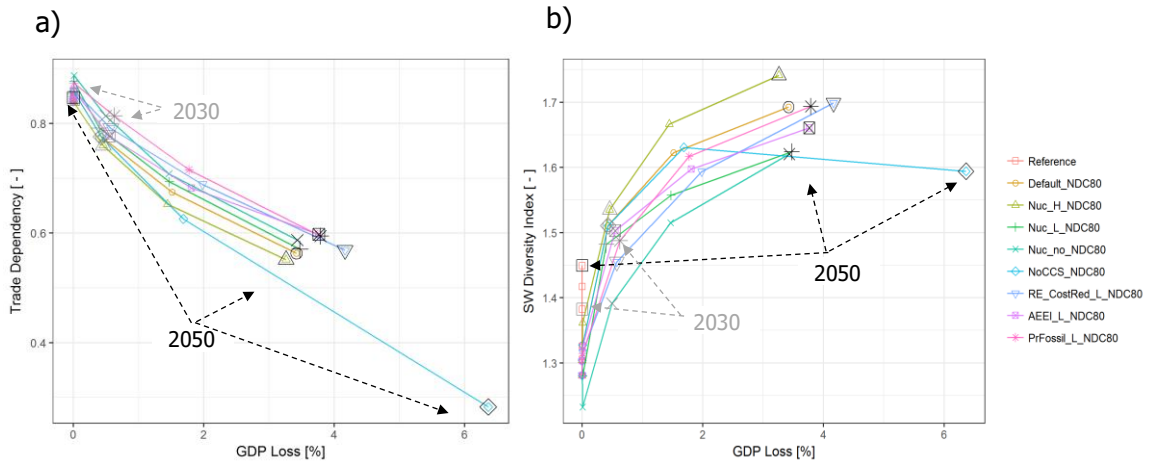 a)
b)
0.8
0.6
0.4
0
2
4
6
Trade Dependency [ - ]
GDP Loss [%]
2030
2050
1.7
1.6
1.5
1.4
1.3
0
2
4
6
SW Diversity Index [ - ]
GDP Loss [%]
2050
2030
Reference
Default_NDC80
Nuc_H_NDC80
Nuc_L_NDC80
Nuc_no_NDC80
NoCCS_NDC80
RE_CostRed_L_NDC80
AEEI_L_NDC80
PrFossil_L_NDC80